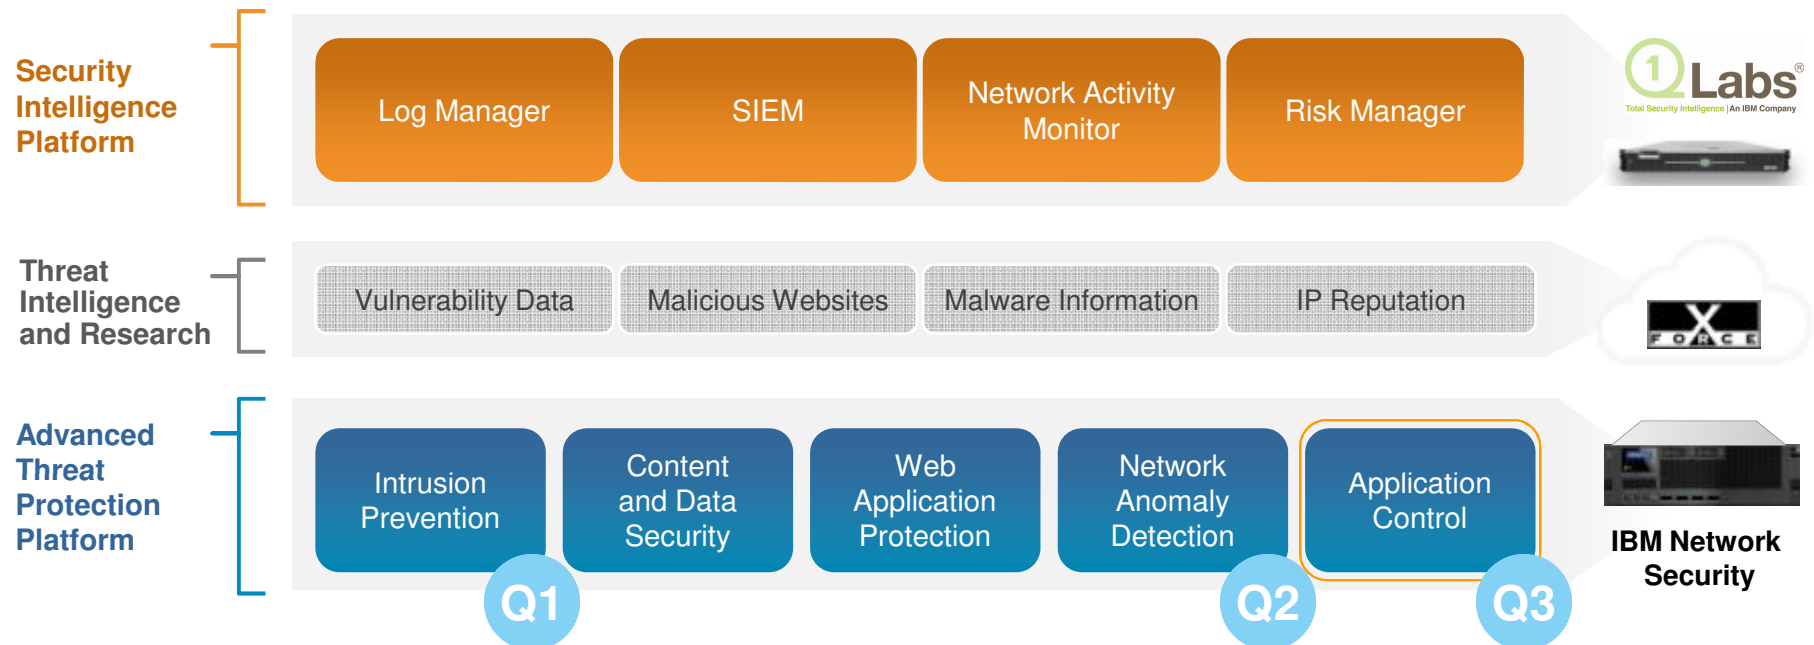 Security
Intelligence
Platform
Log Manager
SIEM
Network Activity
Monitor
Risk Manager
Q1 Labs®
Total Security Intelligence | An IBM Company
Threat
Intelligence
and Research
Vulnerability Data
Malicious Websites
Malware Information
IP Reputation
X
FORCE
Advanced
Threat
Protection
Platform
Intrusion
Prevention
Content
and Data
Security
Web
Application
Protection
Network
Anomaly
Detection
Application
Control
IBM Network
Security
Q1
Q2
Q3